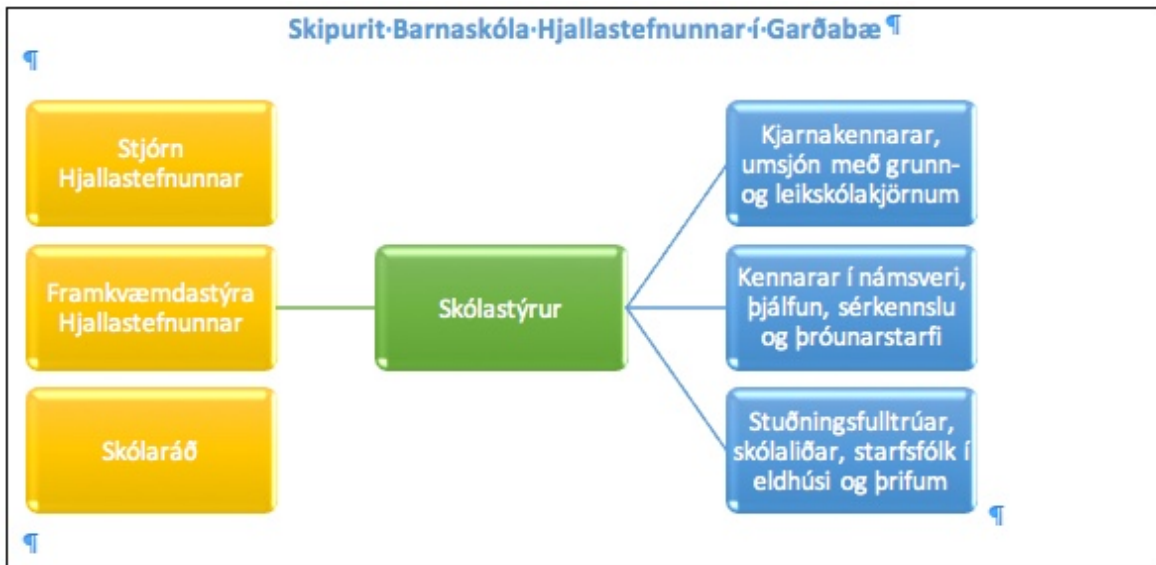 Skipurit·Barnaskóla·Hjallastefnunnar·í·Garðabæ¶
¶
Stjórn
Hjallastefnunnar
Framkvæmdastýra
Hjallastefnunnar
Skólaráð
Skólastýrur
Kjarnakennarar,
umsjón með grunn-
og leikskólakjörnum
Kennarar í námsveri,
þjálfun, sérkennslu
og þróunarstarfi
Stuðningsfulltrúar,
skólaliðar, starfsfólk í
eldhúsi og þrifum
¶
¶